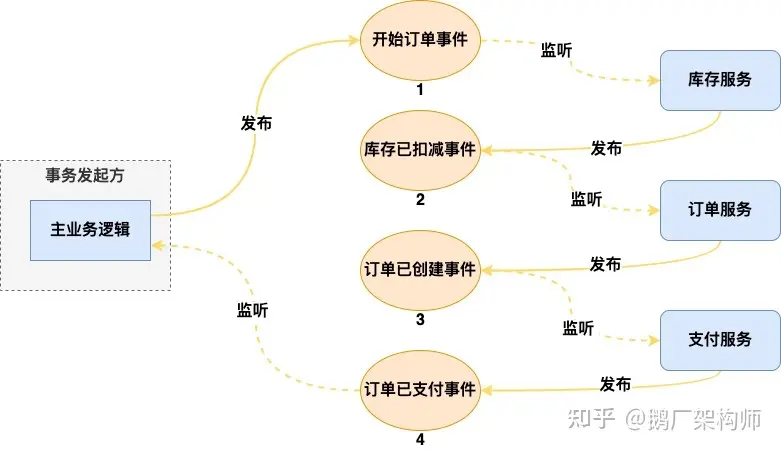 开始订单事件
1
监听
库存服务
发布
发布
库存已扣减事件
2
监听
订单服务
事务发起方
主业务逻辑
发布
订单已创建事件
3
监听
监听
支付服务
发布
订单已支付事件
4
知乎 @鹅厂架构师